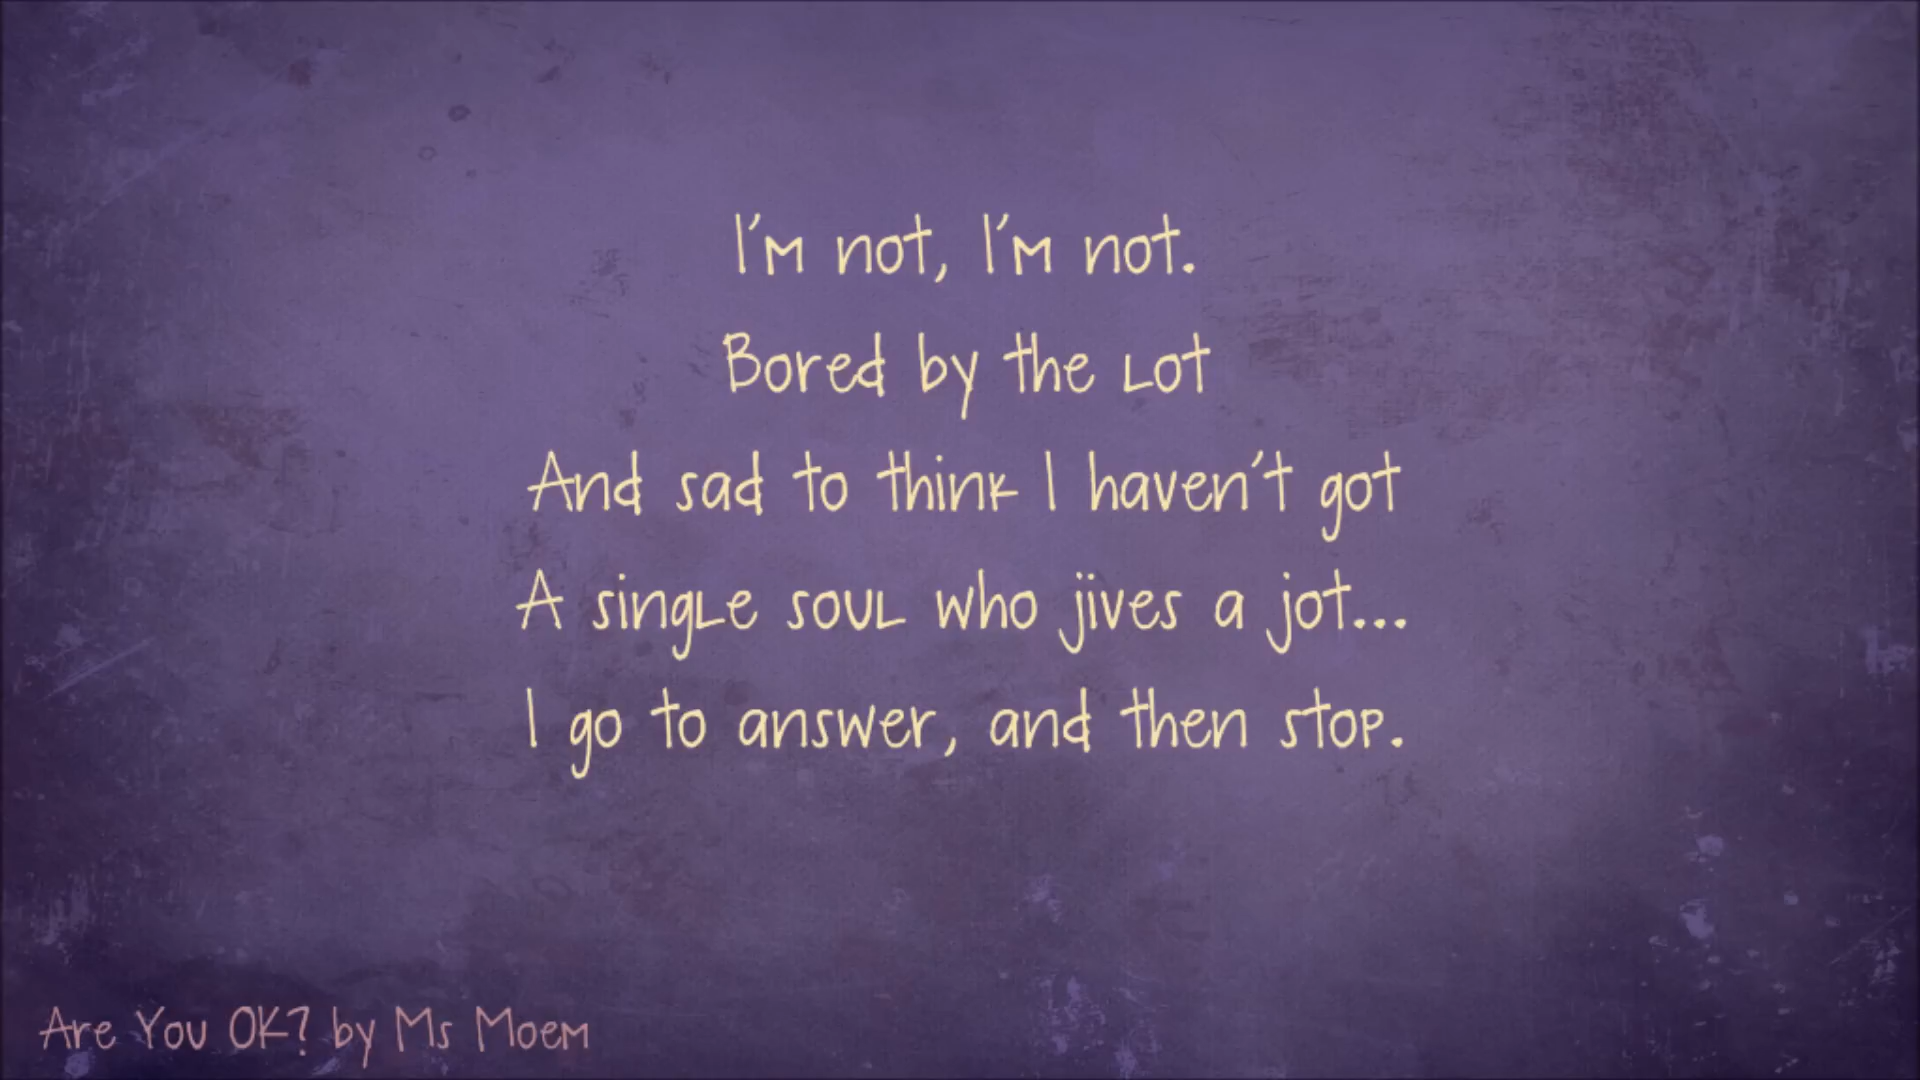 I'm not, I'm not.
Bored by the lot
And sad to think I haven't got
A single soul who jives a jot...
I go to answer, and then stop.
Are You OK? by Ms Moem